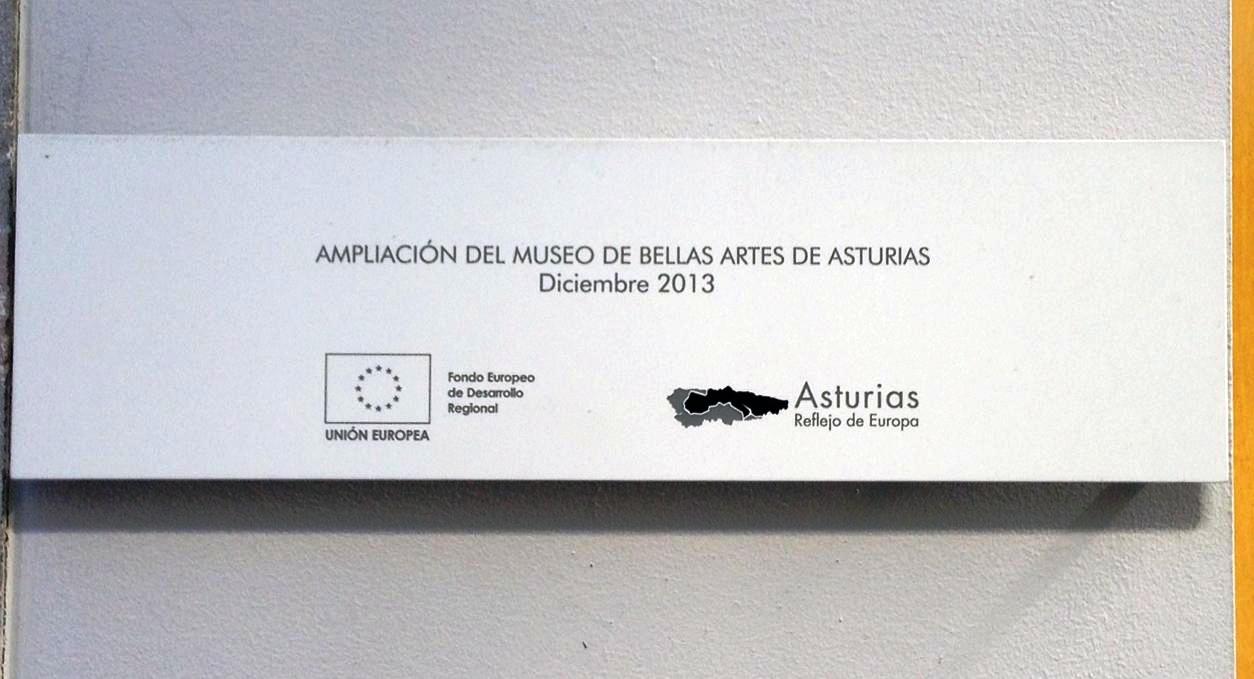 AMPLIACIÓN DEL MUSEO DE BELLAS ARTES DE ASTURIAS
Diciembre 2013
Fondo Europeo
de Desarrollo
Regional
UNIÓN EUROPEA
Asturias
Reflejo de Europa